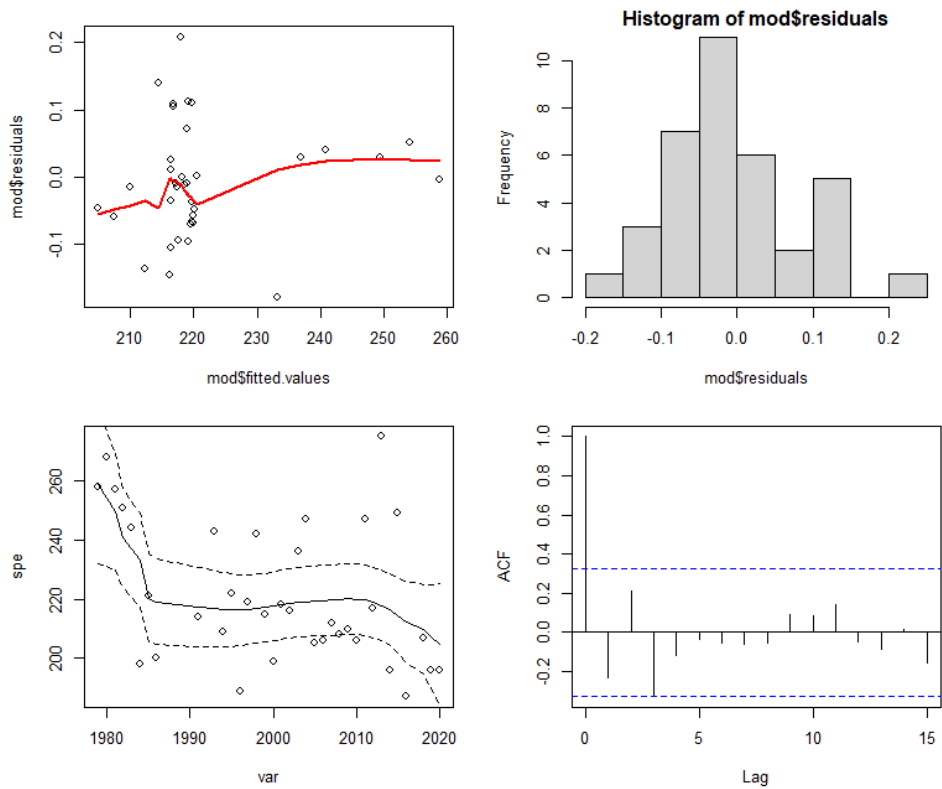 mod$residuals
0.2
0.1
0.0
-0.1
210 220 230 240 250 260
mod$fitted.values
Histogram of mod$residuals
Frequency
10
8
6
4
2
0
-0.2 -0.1 0.0 0.1 0.2
mod$residuals
spe
260
240
220
200
1980 1990 2000 2010 2020
var
ACF
1.0
0.8
0.6
0.4
0.2
0.0
-0.2
0 5 10 15
Lag